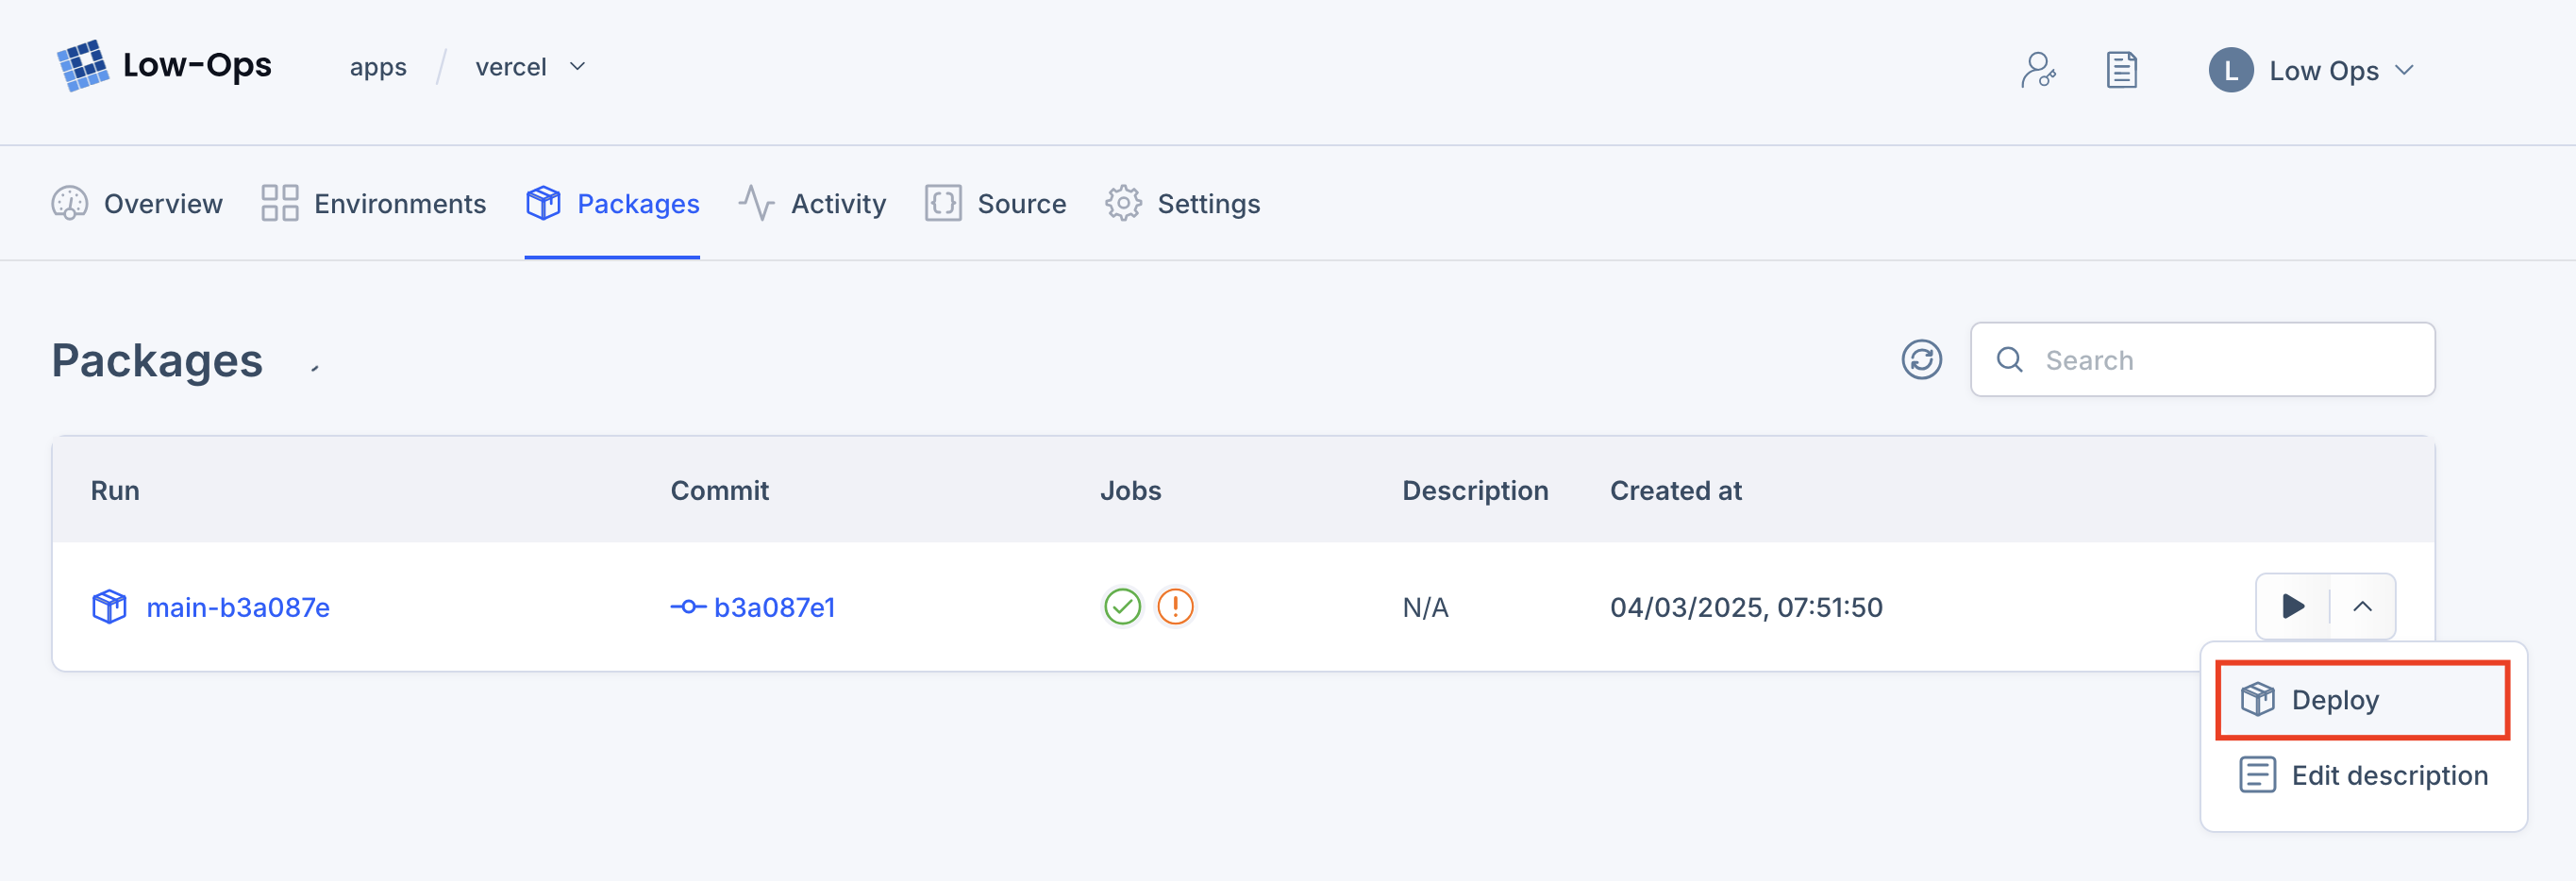 Low-Ops apps / vercel L Low Ops
Overview Environments Packages Activity Source Settings
Packages Search
Run Commit Jobs Description Created at
main-b3a087e b3a087e1 N/A 04/03/2025, 07:51:50
Deploy
Edit description